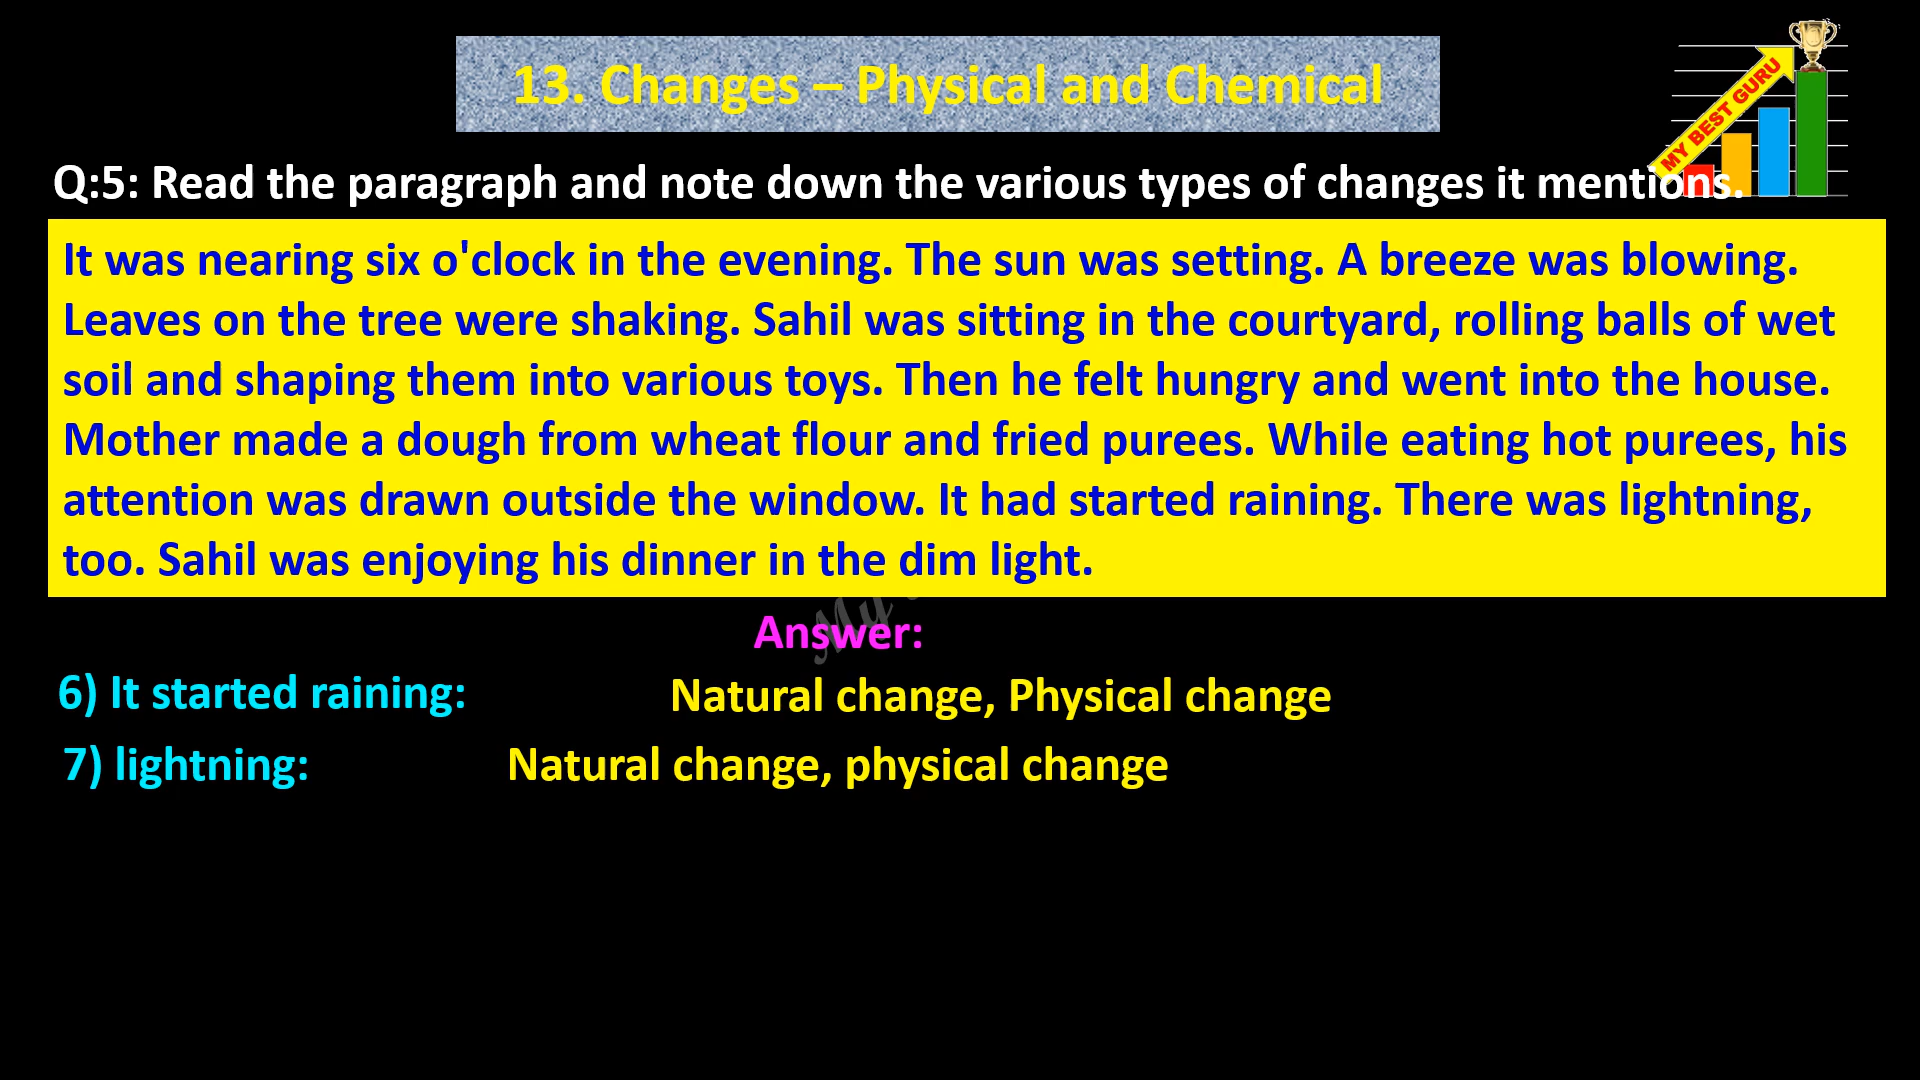 13. Changes – Physical and Chemical
MY BEST GURU
Q:5: Read the paragraph and note down the various types of changes it mentions.
It was nearing six o'clock in the evening. The sun was setting. A breeze was blowing.
Leaves on the tree were shaking. Sahil was sitting in the courtyard, rolling balls of wet
soil and shaping them into various toys. Then he felt hungry and went into the house.
Mother made a dough from wheat flour and fried purees. While eating hot purees, his
attention was drawn outside the window. It had started raining. There was lightning,
too. Sahil was enjoying his dinner in the dim light.
My
Answer:
6) It started raining: Natural change, Physical change
7) lightning: Natural change, physical change